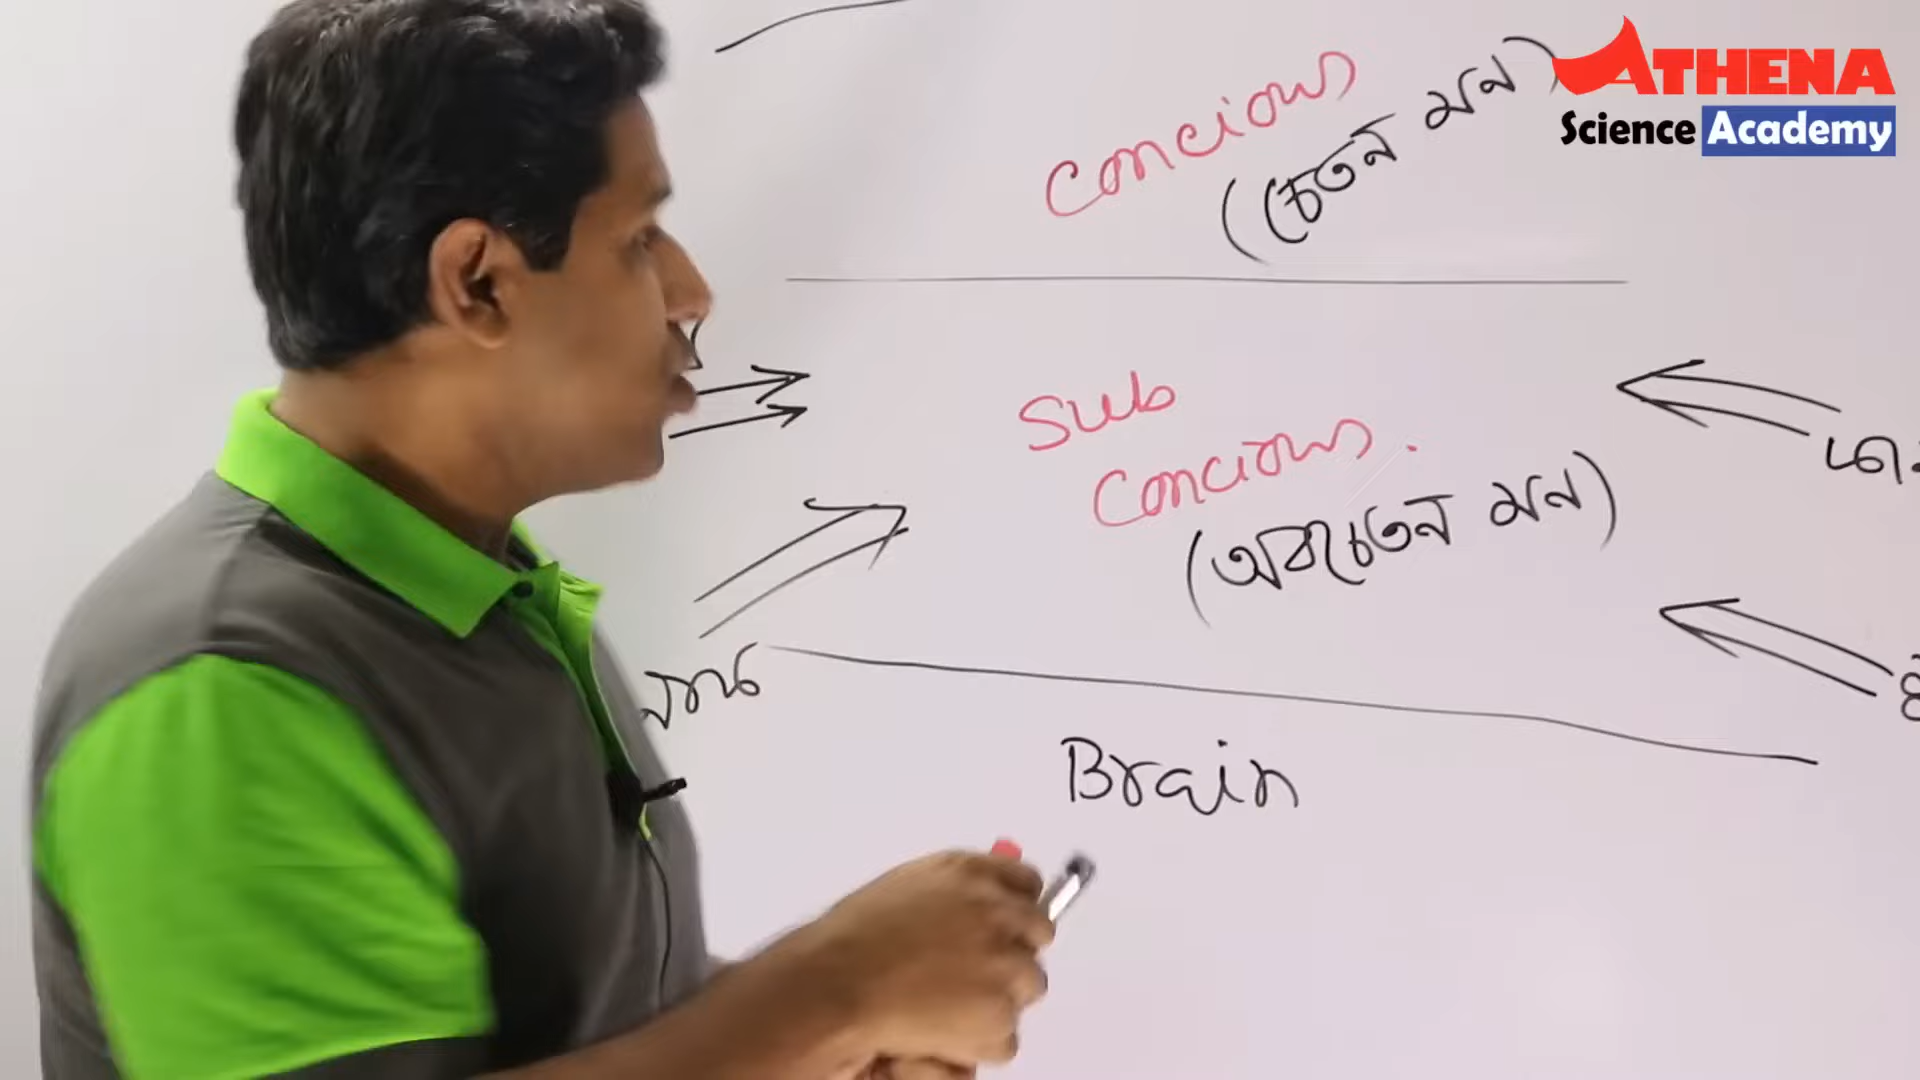 ATHENA
Science Academy
Concious
(চেতন মন)
Sub
Concious.
(অবচেতন মন)
Brain